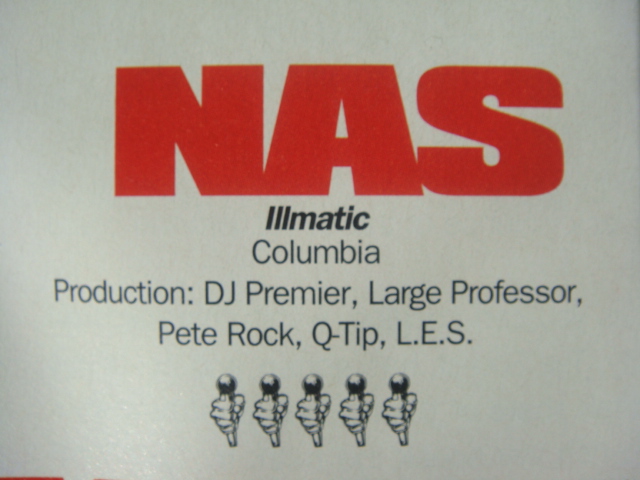 NAS
Illmatic
Columbia
Production: DJ Premier, Large Professor,
Pete Rock, Q-Tip, L.E.S.